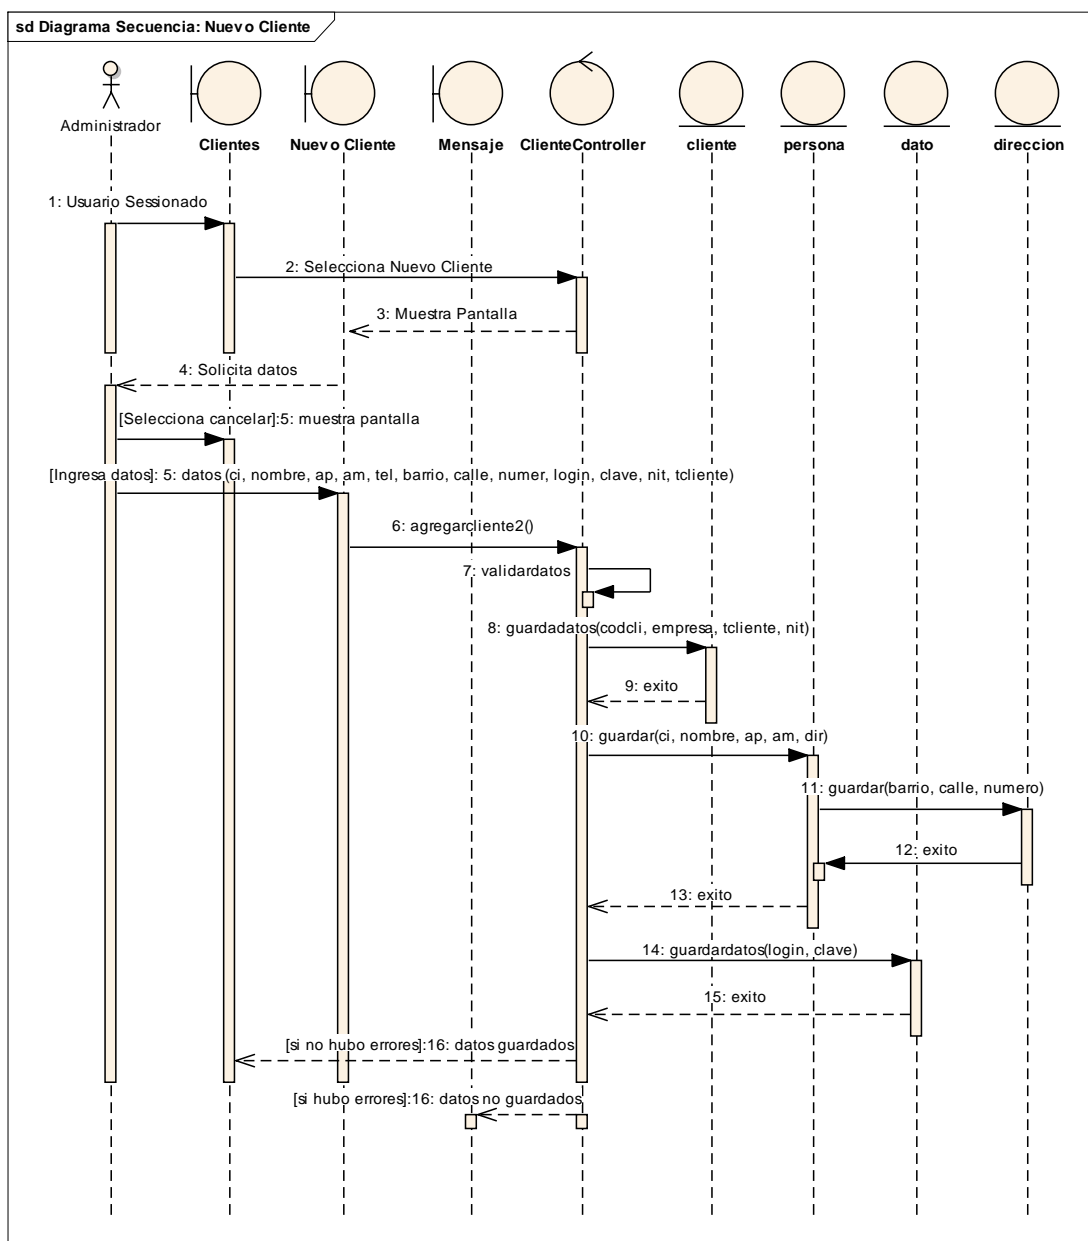 sd Diagrama Secuencia: Nuevo Cliente
Administrador
Clientes
Nuevo Cliente
Mensaje
ClienteController
cliente
persona
dato
direccion
1: Usuario Sessionado
2: Selecciona Nuevo Cliente
3: Muestra Pantalla
4: Solicita datos
[Selecciona cancelar]:5: muestra pantalla
[Ingresa datos]: 5: datos (ci, nombre, ap, am, tel, barrio, calle, numer, login, clave, nit, tcliente)
6: agregarcliente2()
7: validardatos
8: guardadatos(codcli, empresa, tcliente, nit)
9: exito
10: guardar(ci, nombre, ap, am, dir)
11: guardar(barrio, calle, numero)
12: exito
13: exito
14: guardardatos(login, clave)
15: exito
[si no hubo errores]:16: datos guardados
[si hubo errores]:16: datos no guardados